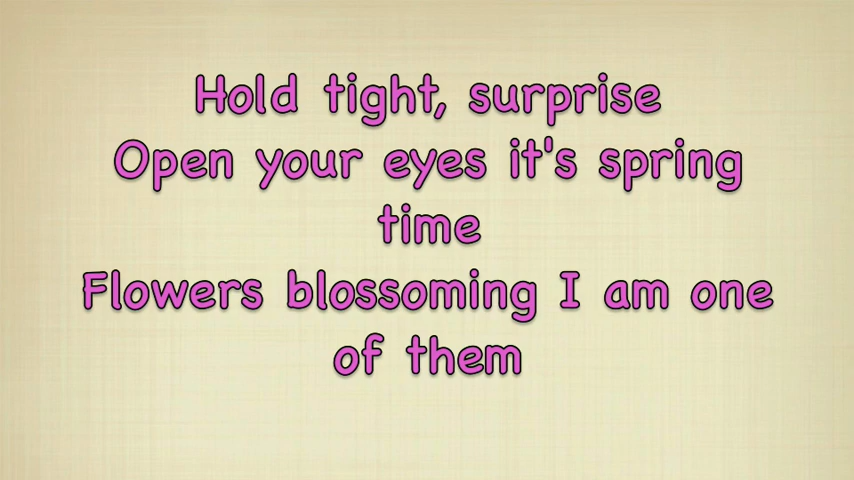 Hold tight, surprise
Open your eyes it's spring
time
Flowers blossoming I am one
of them